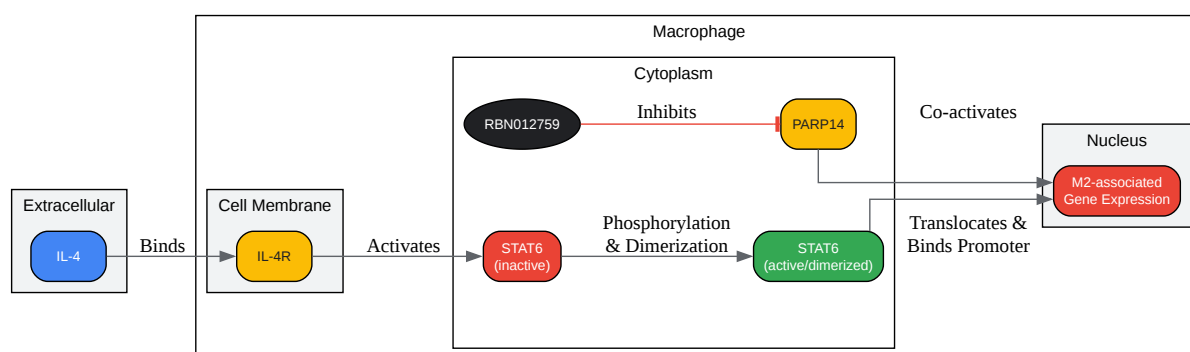 Macrophage
Cytoplasm
RBN012759
Inhibits
PARP14
Co-activates
Nucleus
M2-associated
Gene Expression
Extracellular
IL-4
Binds
Cell Membrane
IL-4R
Activates
STAT6
(inactive)
Phosphorylation
& Dimerization
STAT6
(active/dimerized)
Translocates &
Binds Promoter